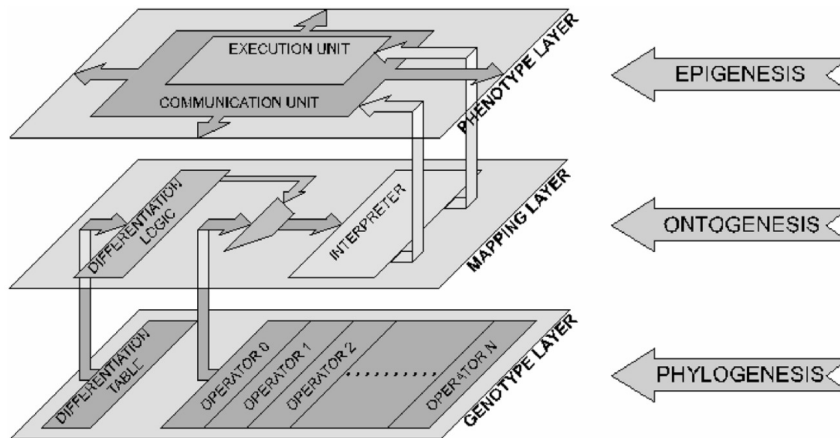 EXECUTION UNIT
COMMUNICATION UNIT
PHENOTYPE LAYER
EPIGENESIS
DIFFERENTIATION
LOGIC
INTERPRETER
MAPPING LAYER
ONTOGENESIS
DIFFERENTIATION
TABLE
OPERATOR 0
OPERATOR 1
OPERATOR 2
.........
OPERATOR N
GENOTYPE LAYER
PHYLOGENESIS